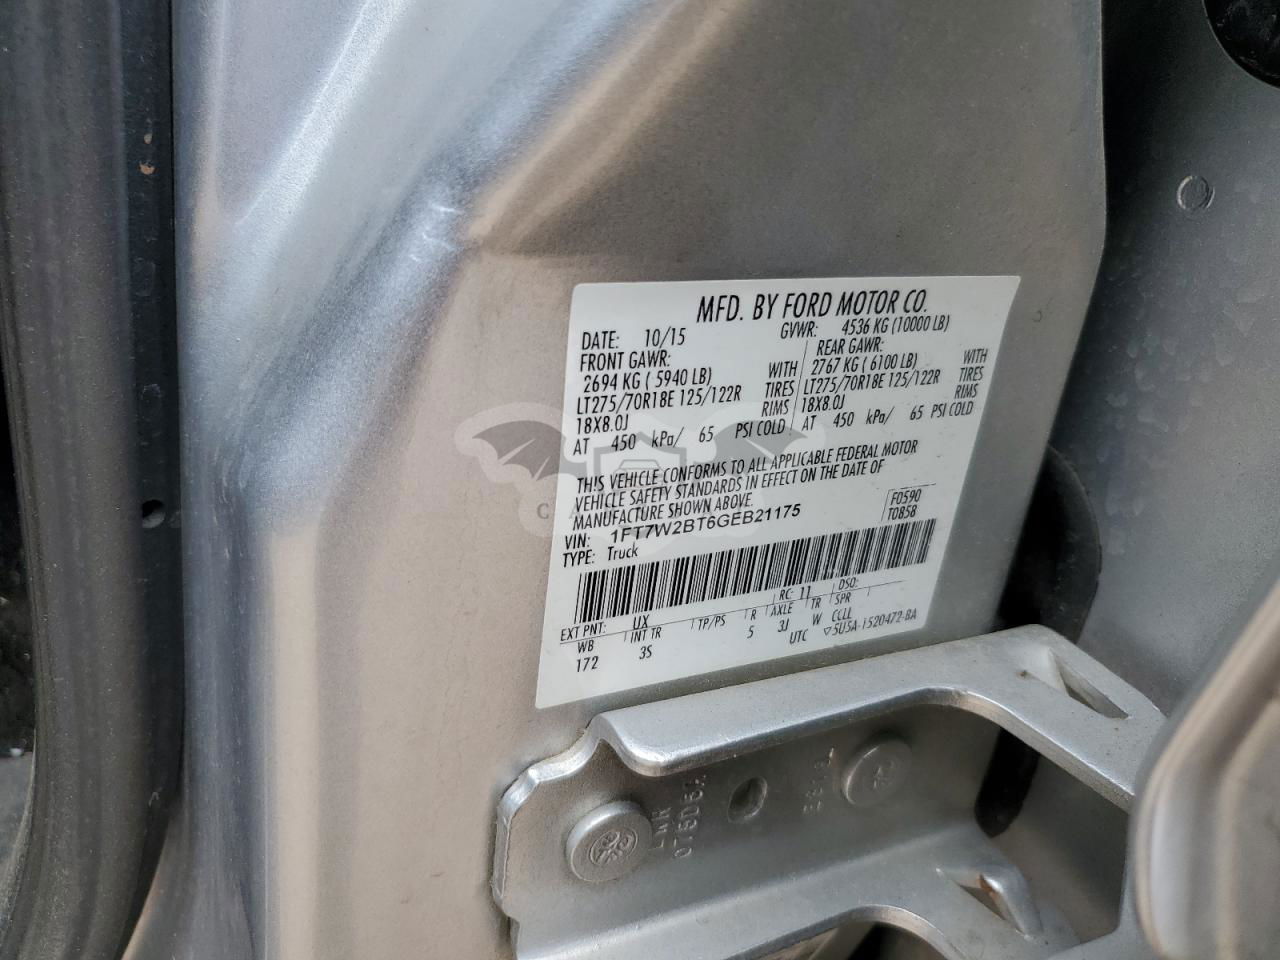 MFD. BY FORD MOTOR CO.
DATE: 10/15 GVWR: 4536 KG (10000 LB)
FRONT GAWR: REAR GAWR:
2694 KG ( 5940 LB) WITH 2767 KG ( 6100 LB) WITH
LT275/70R18E 125/122R TIRES LT275/70R18E 125/122R TIRES
18X8.0J RIMS 18X8.0J RIMS
AT 450 kPa/ 65 PSI COLD AT 450 kPa/ 65 PSI COLD
THIS VEHICLE CONFORMS TO ALL APPLICABLE FEDERAL MOTOR
VEHICLE SAFETY STANDARDS IN EFFECT ON THE DATE OF
MANUFACTURE SHOWN ABOVE.
VIN: 1FT7W2BT6GEB21175 F0590
TYPE: Truck T0858
EXT PNT: UX RC: 11 DSO:
WB INT TR TP/PS R AXLE TR SPR
172 3S 5 3J W CCLL
UTC ▽5U5A-1520472-BA